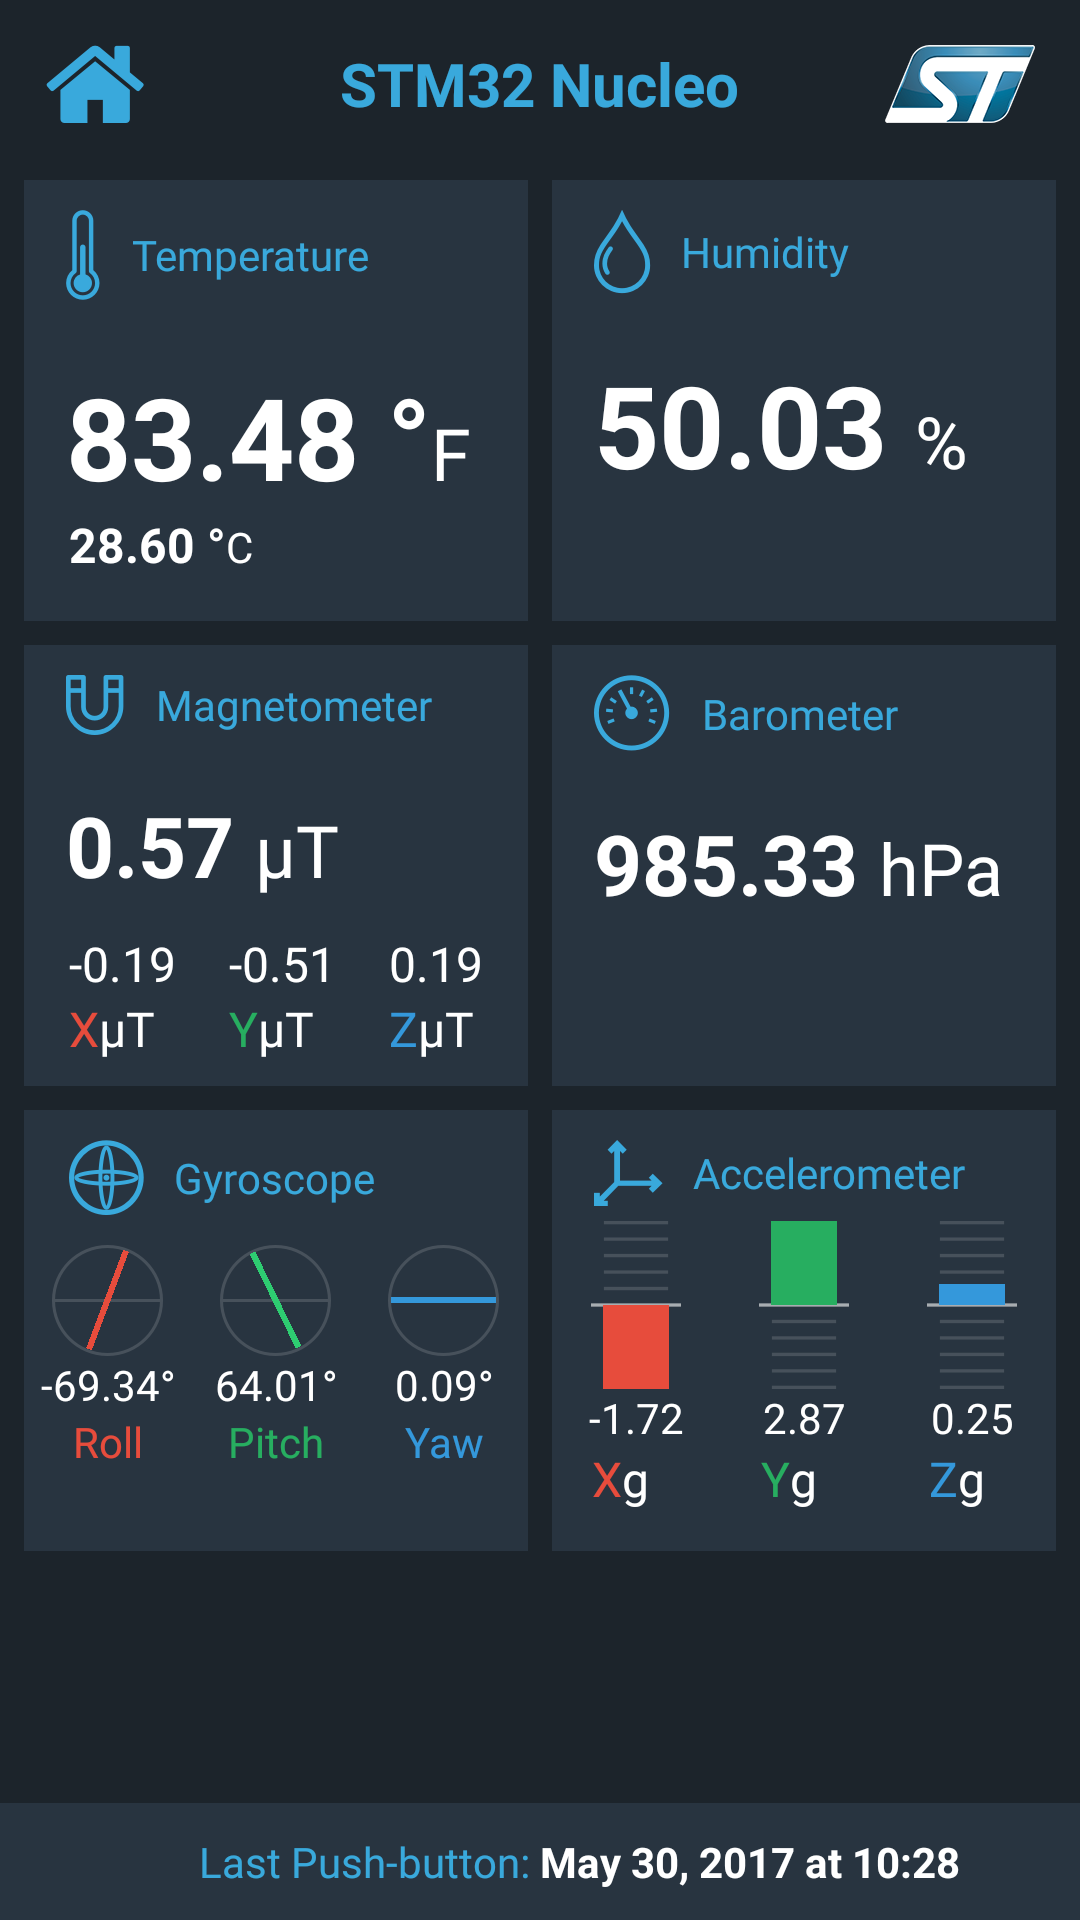 STM32 Nucleo
ST
Temperature
83.48 °F
28.60 °C
Humidity
50.03 %
Magnetometer
0.57 µT
-0.19 -0.51 0.19
XµT YµT ZµT
Barometer
985.33 hPa
Gyroscope
-69.34° 64.01° 0.09°
Roll Pitch Yaw
Accelerometer
-1.72 2.87 0.25
Xg Yg Zg
Last Push-button: May 30, 2017 at 10:28